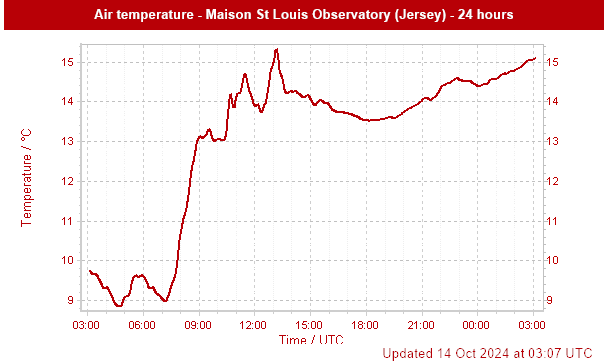 Air temperature - Maison St Louis Observatory (Jersey) - 24 hours
Temperature / °C
15 15
14 14
13 13
12 12
11 11
10 10
9 9
03:00 06:00 09:00 12:00 15:00 18:00 21:00 00:00 03:00
Time / UTC
Updated 14 Oct 2024 at 03:07 UTC